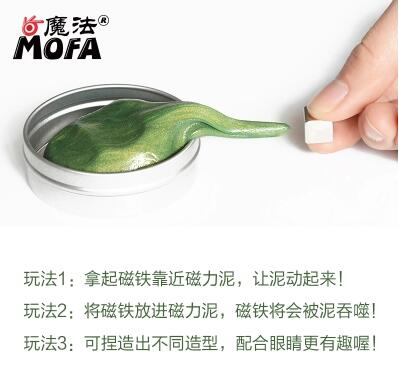 魔法®
MOFA
玩法1：拿起磁铁靠近磁力泥，让泥动起来！
玩法2：将磁铁放进磁力泥，磁铁将会被泥吞噬！
玩法3：可捏造出不同造型，配合眼睛更有趣喔！